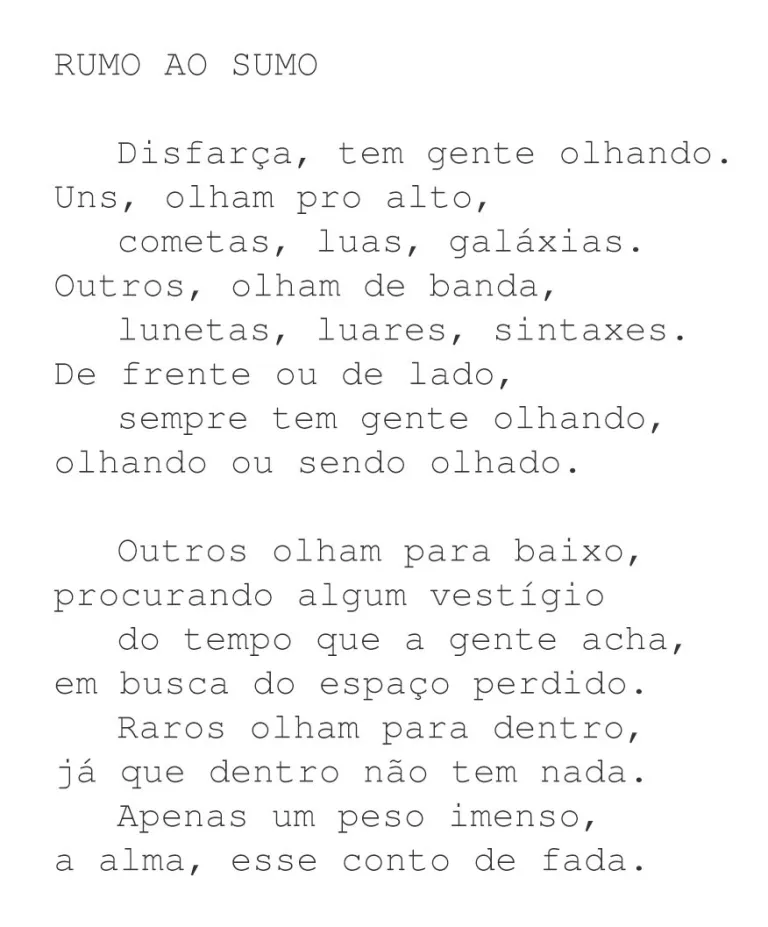 RUMO AO SUMO
Disfarça, tem gente olhando.
Uns, olham pro alto,
cometas, luas, galáxias.
Outros, olham de banda,
lunetas, luares, sintaxes.
De frente ou de lado,
sempre tem gente olhando,
olhando ou sendo olhado.
Outros olham para baixo,
procurando algum vestígio
do tempo que a gente acha,
em busca do espaço perdido.
Raros olham para dentro,
já que dentro não tem nada.
Apenas um peso imenso,
a alma, esse conto de fada.